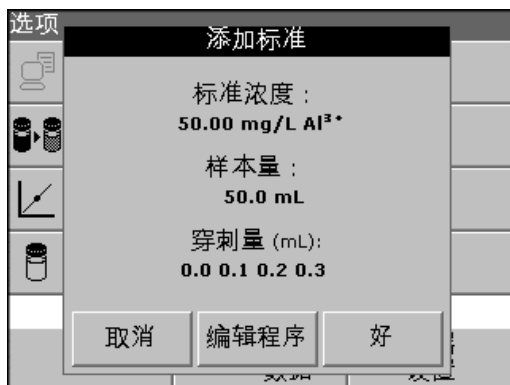 选项
添加标准
标准浓度：
50.00 mg/L Al³⁺
样本量：
50.0 mL
穿刺量 (mL):
0.0 0.1 0.2 0.3
取消
编辑程序
好